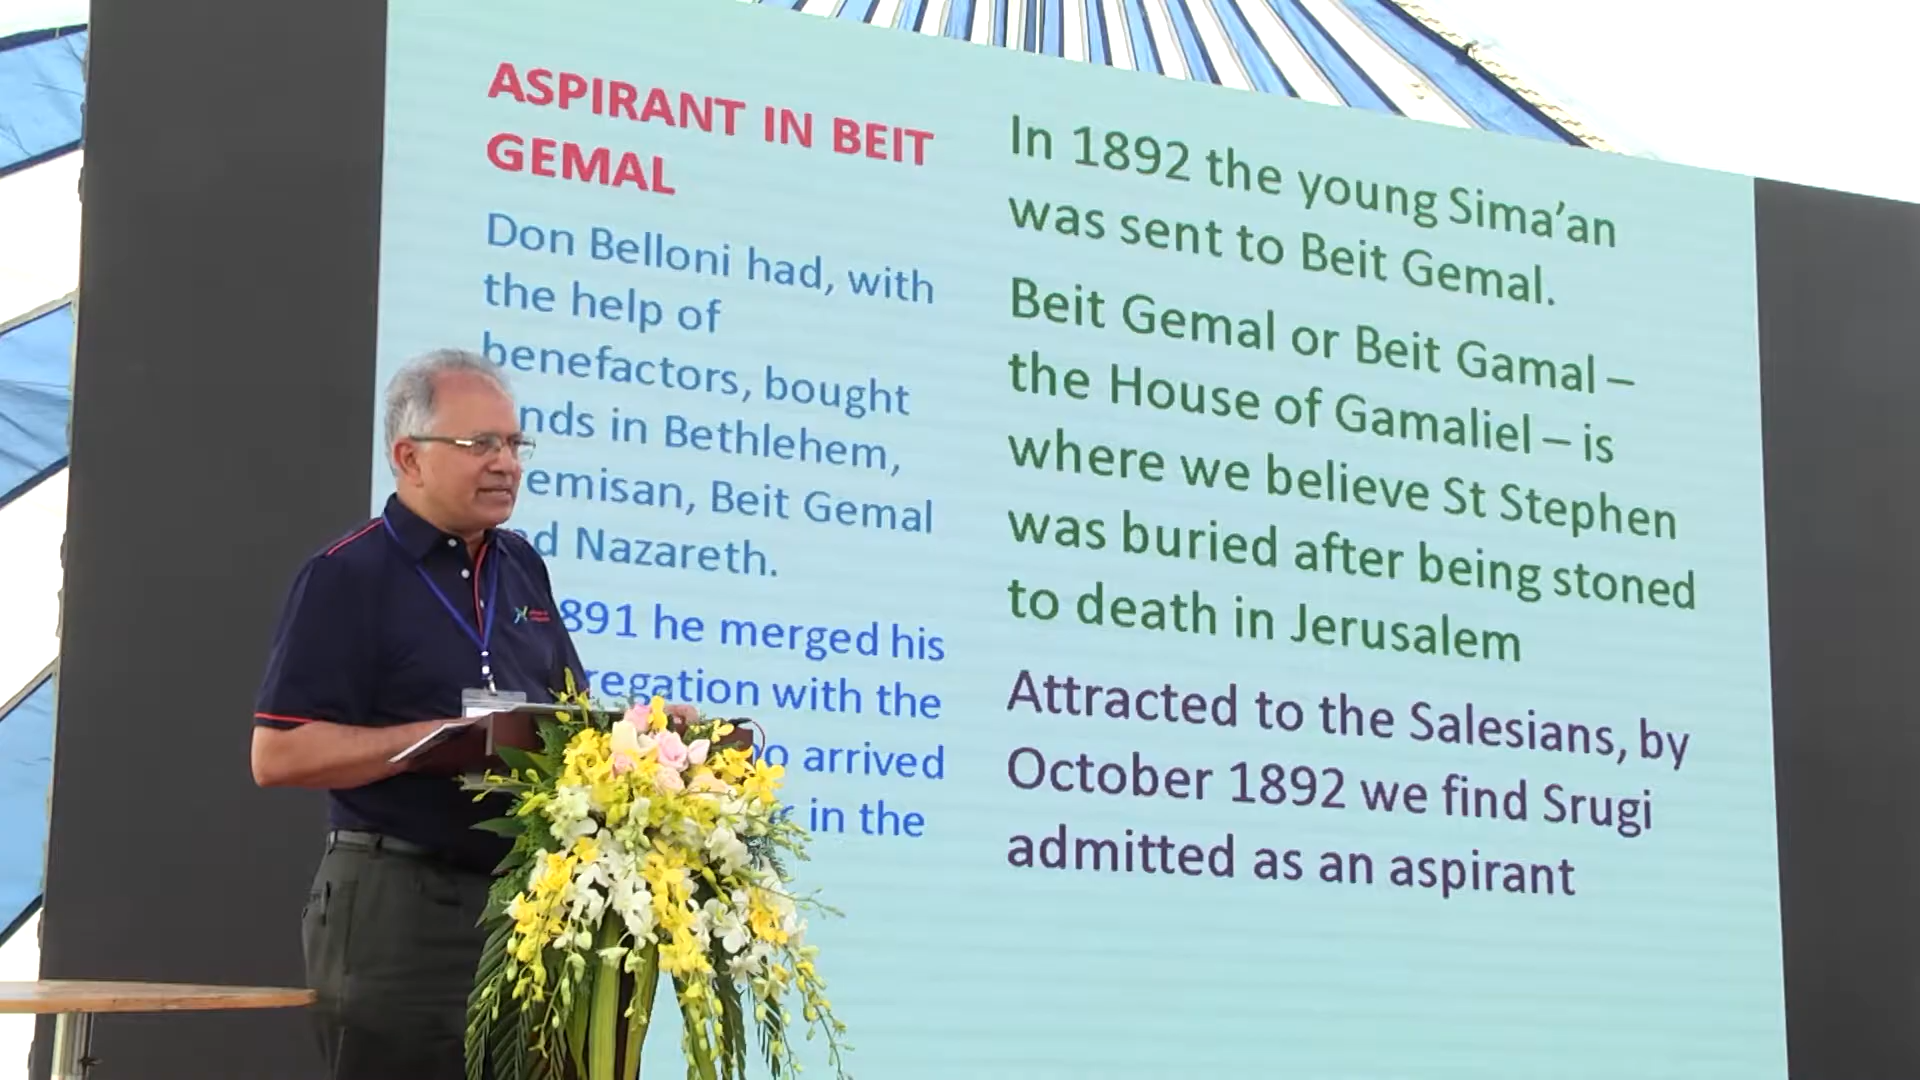 ASPIRANT IN BEIT
GEMAL
Don Belloni had, with
the help of
benefactors, bought
in Bethlehem,
Beit Gemal
Nazareth.
he merged his
with the
arrived
in the
In 1892 the young Sima’an
was sent to Beit Gemal.
Beit Gemal or Beit Gamal –
the House of Gamaliel – is
where we believe St Stephen
was buried after being stoned
to death in Jerusalem
Attracted to the Salesians, by
October 1892 we find Srugi
admitted as an aspirant